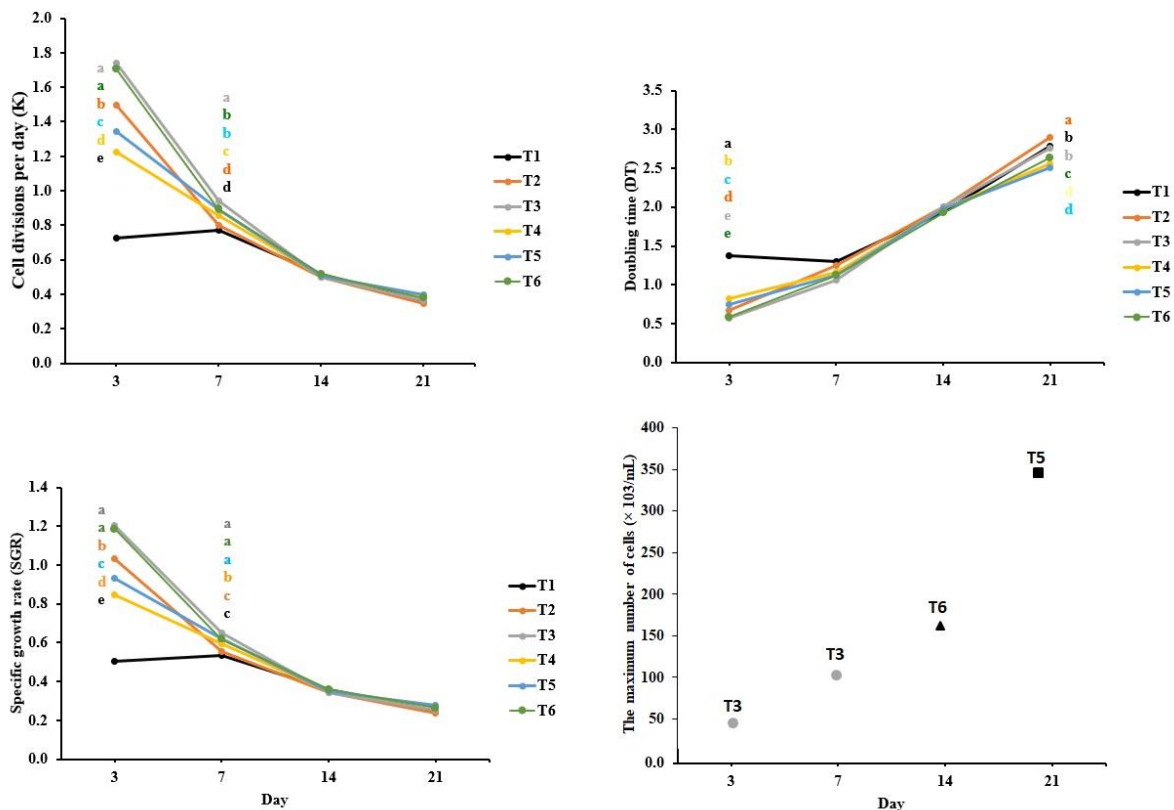 Cell divisions per day (K)
2.0
1.8
1.6
1.4
1.2
1.0
0.8
0.6
0.4
0.2
0.0
a
a
b
c
d
e
a
b
b
c
d
d
3
7
14
21
T1
T2
T3
T4
T5
T6
Doubling time (DT)
3.5
3.0
2.5
2.0
1.5
1.0
0.5
0.0
a
b
c
d
e
e
a
b
b
c
d
d
3
7
14
21
T1
T2
T3
T4
T5
T6
Specific growth rate (SGR)
1.4
1.2
1.0
0.8
0.6
0.4
0.2
0.0
a
a
b
c
d
e
a
a
a
b
c
c
3
7
14
21
Day
T1
T2
T3
T4
T5
T6
The maximum number of cells (× 103/mL)
400
350
300
250
200
150
100
50
0.0
T3
T3
T6
T5
3
7
14
21
Day